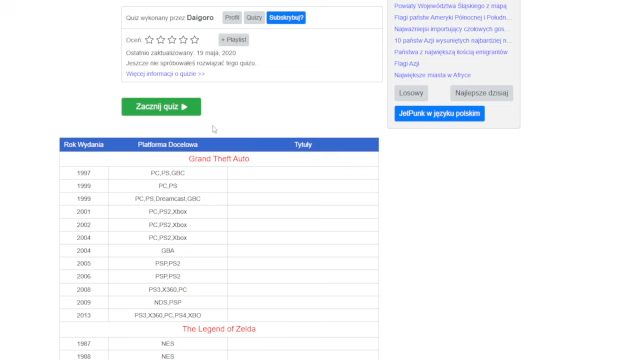 Quiz wykonany przez Daigoro Profil Quizy Subskrybuj?
Oceń + Playlist
Ostatnio zaktualizowany: 19 maja, 2020
Jeszcze nie spróbowałeś rozwiązać tego quizu.
Więcej informacji o quizie >>
Zacznij quiz
Powiaty Województwa Śląskiego z mapą
Flagi państw Ameryki Północnej i Połudn...
Najważniejsi importujący czołowych gos...
10 państw Azji wysuniętych najbardziej n...
Państwa z największą ilością emigrantów
Flagi Azji
Największe miasta w Afryce
Losowy Najlepsze dzisiaj
JetPunk w języku polskim
Rok Wydania Platforma Docelowa Tytuły
Grand Theft Auto
1997 PC,PS,GBC
1999 PC,PS
1999 PC,PS,Dreamcast,GBC
2001 PC,PS2,Xbox
2002 PC,PS2,Xbox
2004 PC,PS2,Xbox
2004 GBA
2005 PSP,PS2
2006 PSP,PS2
2008 PS3,X360,PC
2009 NDS,PSP
2013 PS3,X360,PC,PS4,XBO
The Legend of Zelda
1987 NES
1988 NES